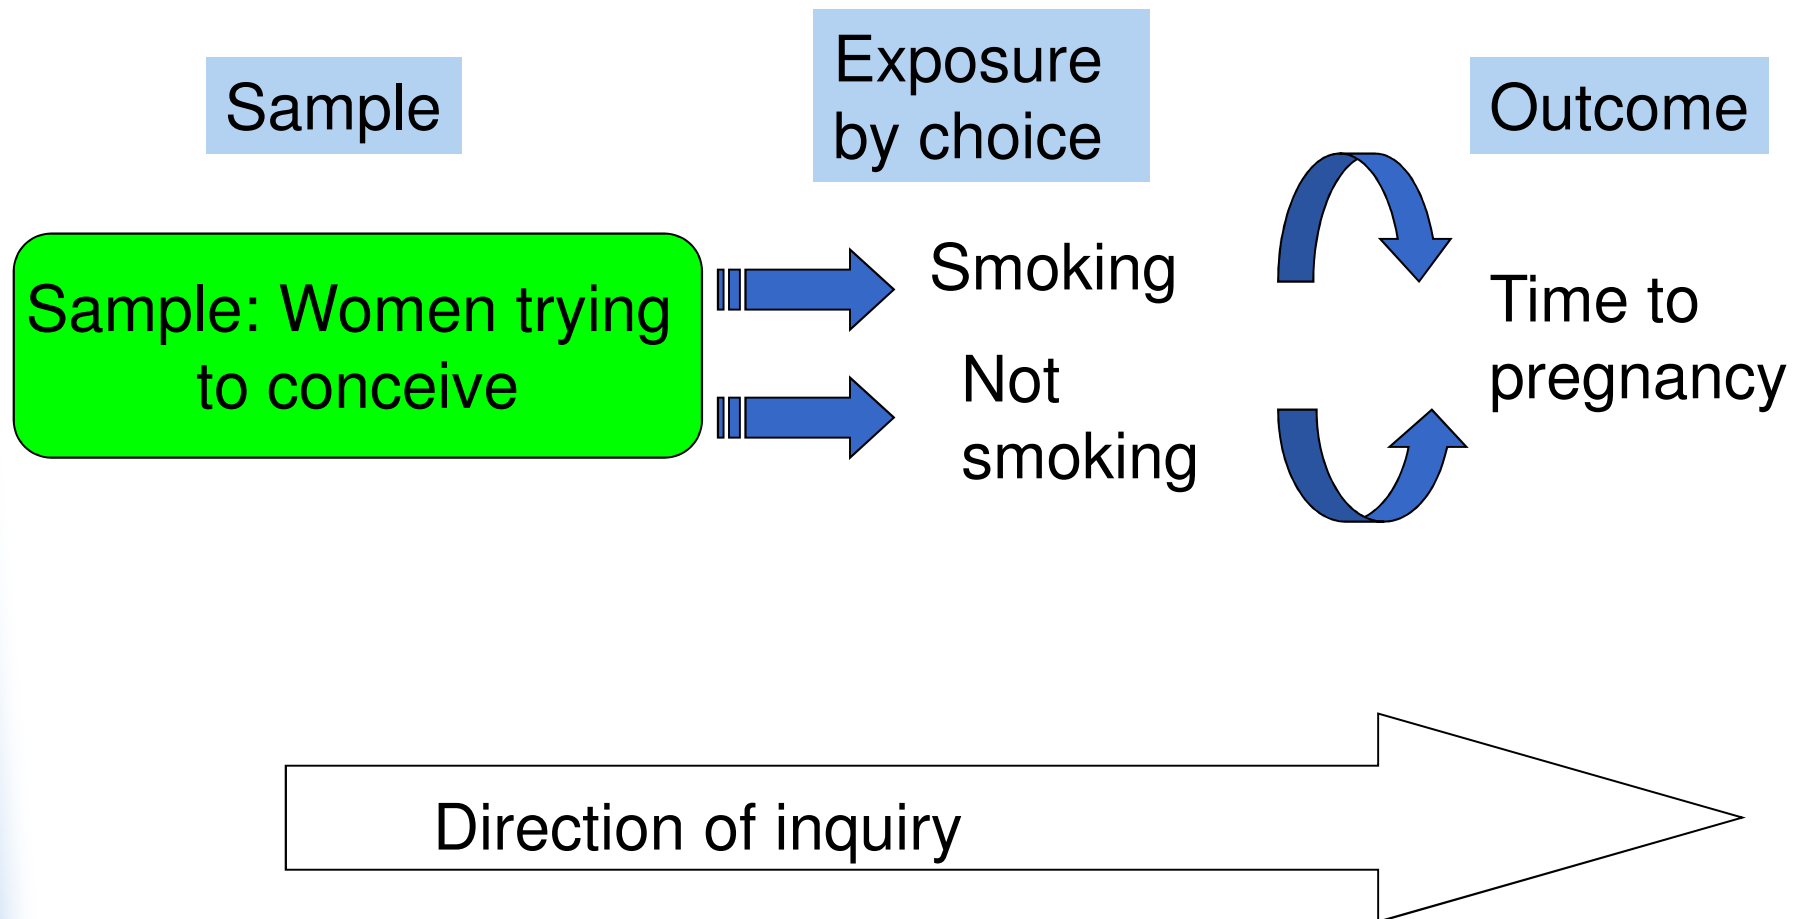 Sample
Exposure
by choice
Outcome
Sample: Women trying
to conceive
Smoking
Not
smoking
Time to
pregnancy
Direction of inquiry